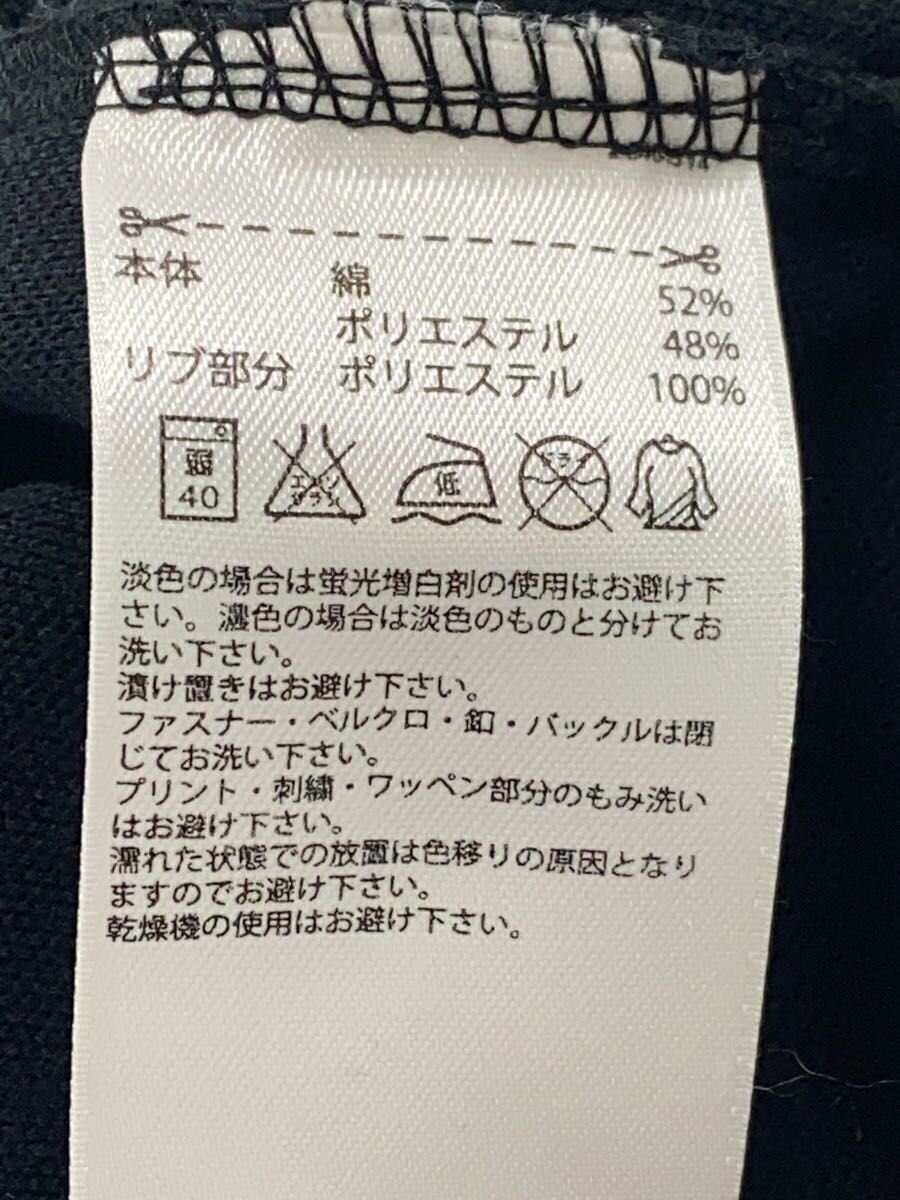 本体 綿 52%
ポリエステル 48%
リブ部分 ポリエステル 100%
弱 40
エンソサラシ
低
ドライ
淡色の場合は蛍光増白剤の使用はお避け下
さい。濃色の場合は淡色のものと分けてお
洗い下さい。
漬け置きはお避け下さい。
ファスナー・ベルクロ・釦・バックルは閉
じてお洗い下さい。
プリント・刺繍・ワッペン部分のもみ洗い
はお避け下さい。
濡れた状態での放置は色移りの原因となり
ますのでお避け下さい。
乾燥機の使用はお避け下さい。